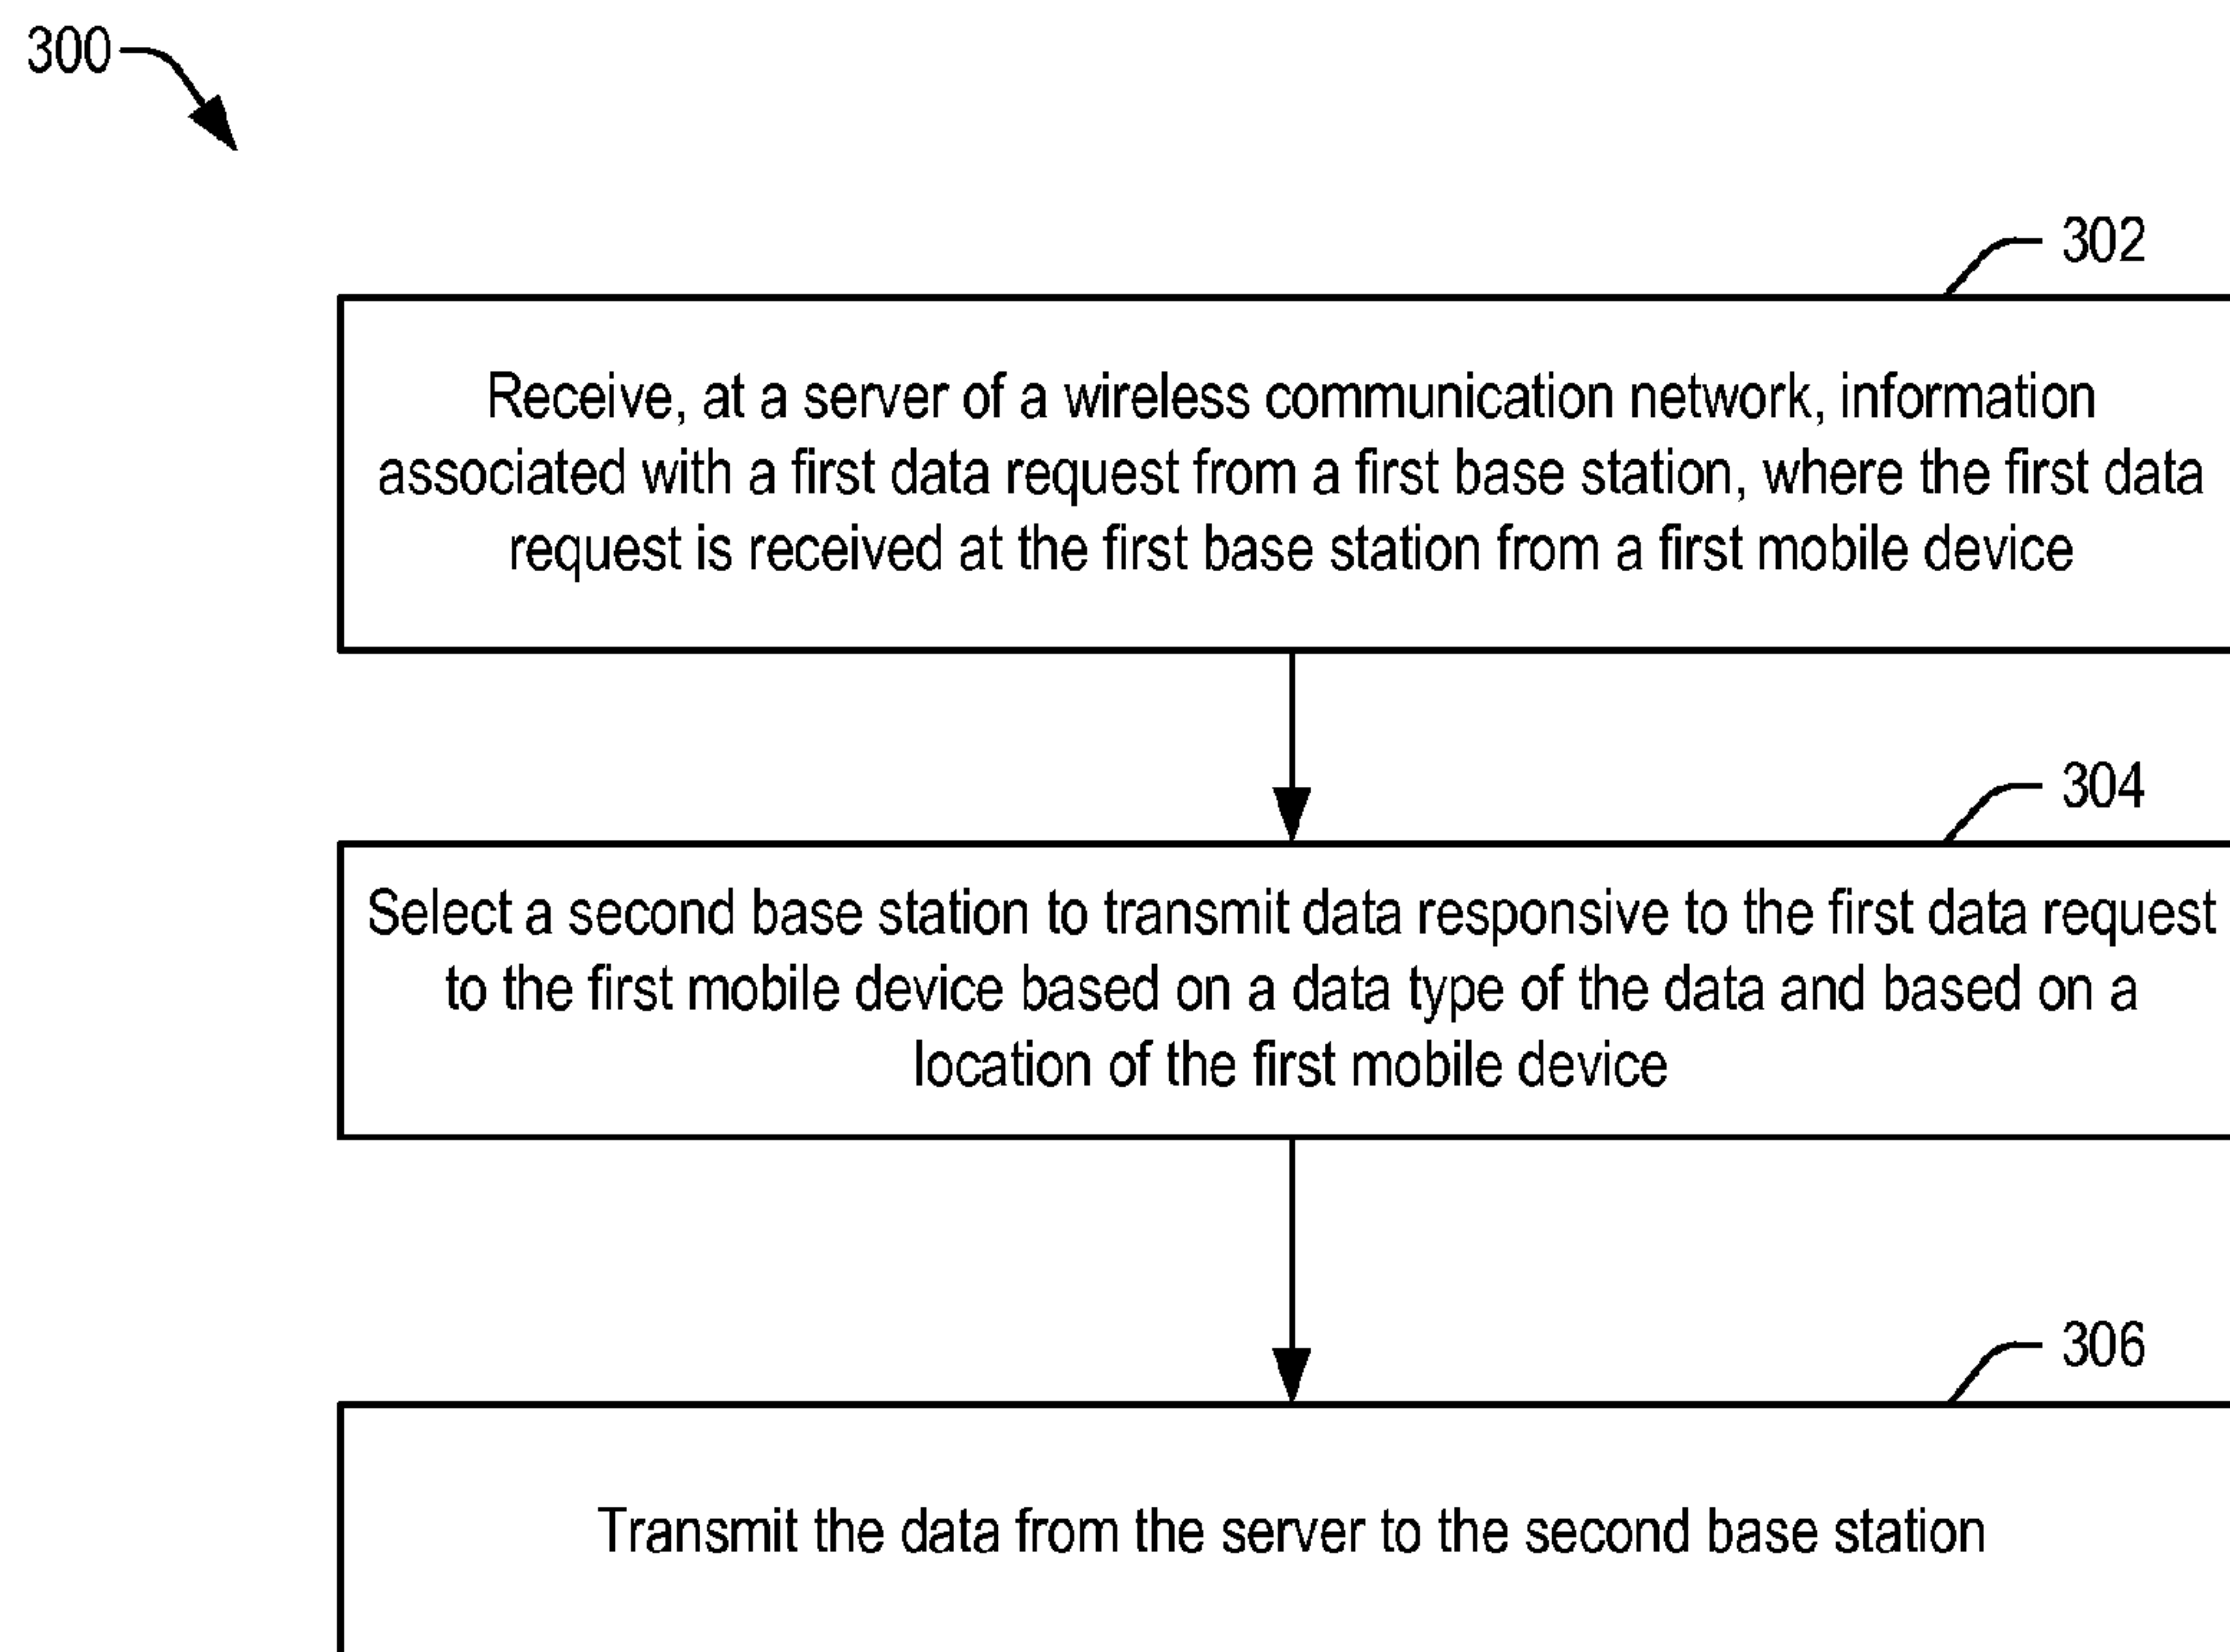 300
302
Receive, at a server of a wireless communication network, information
associated with a first data request from a first base station, where the first data
request is received at the first base station from a first mobile device
304
Select a second base station to transmit data responsive to the first data request
to the first mobile device based on a data type of the data and based on a
location of the first mobile device
306
Transmit the data from the server to the second base station